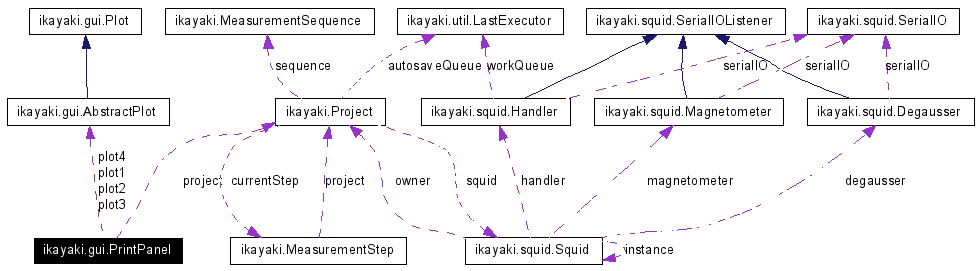 ikayaki.gui.Plot
ikayaki.MeasurementSequence
ikayaki.util.LastExecutor
ikayaki.squid.SerialIOListener
ikayaki.squid.SerialIO
sequence
autosaveQueue
workQueue
serialIO
serialIO
serialIO
ikayaki.gui.AbstractPlot
ikayaki.Project
ikayaki.squid.Handler
ikayaki.squid.Magnetometer
ikayaki.squid.Degausser
plot4
plot1
plot2
plot3
project
currentStep
project
owner
squid
handler
magnetometer
degausser
ikayaki.gui.PrintPanel
ikayaki.MeasurementStep
ikayaki.squid.Squid
instance